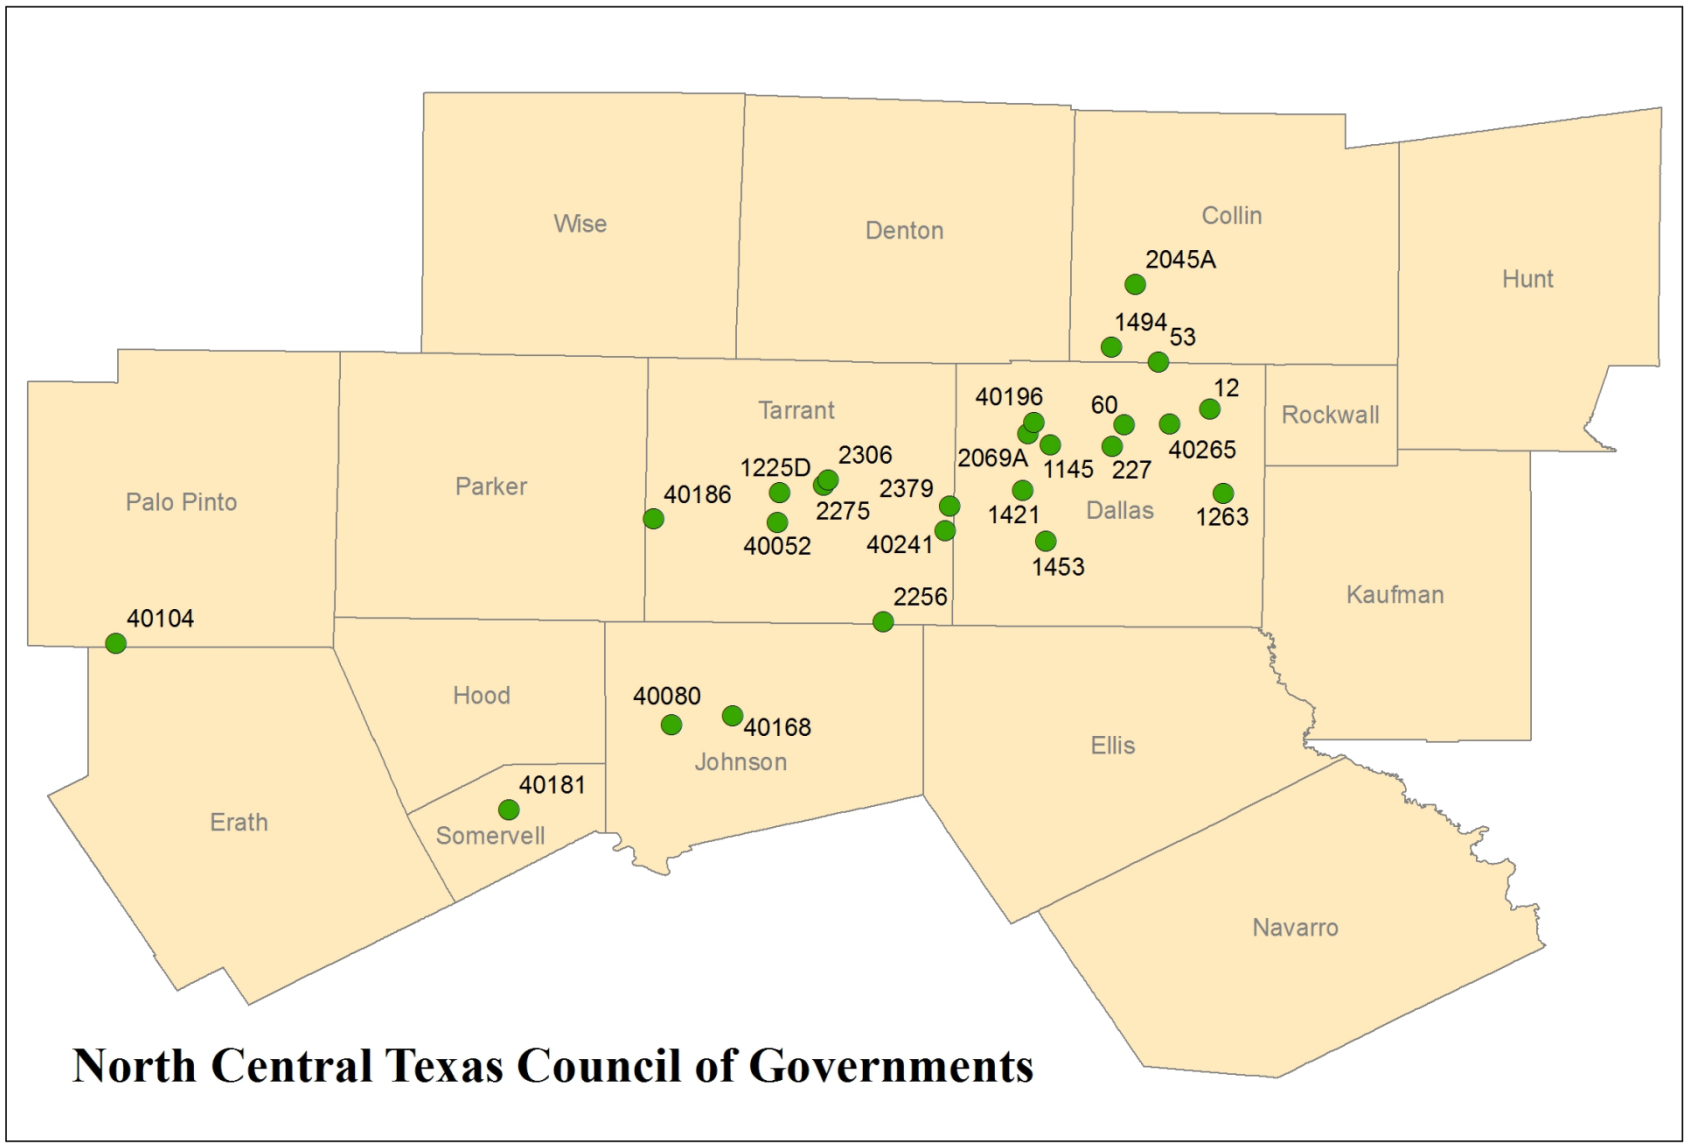 Wise
Denton
Collin
Hunt
2045A
1494
53
Tarrant
40196
60
12
Rockwall
2306
1225D
2069A
1145
227
40265
Palo Pinto
Parker
40186
2275
2379
1421
Dallas
1263
40052
40241
1453
Kaufman
2256
40104
Hood
40080
40168
Johnson
Ellis
40181
Erath
Somervell
Navarro
North Central Texas Council of Governments